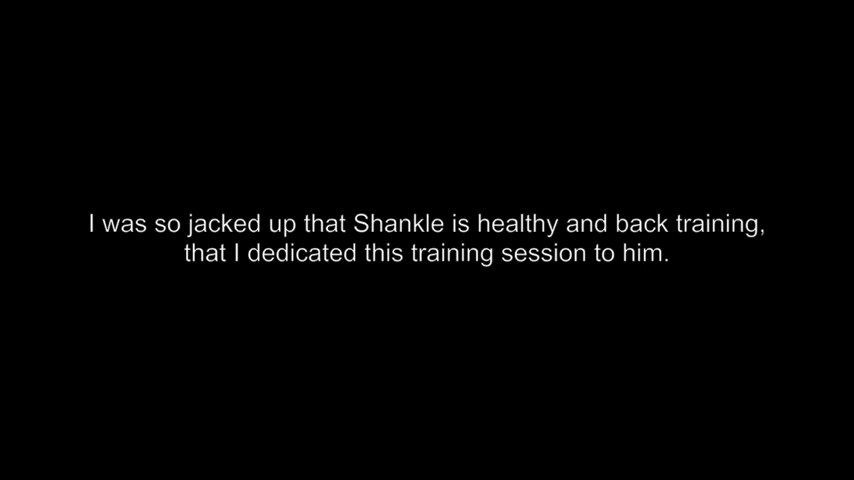 I was so jacked up that Shankle is healthy and back training,
that I dedicated this training session to him.